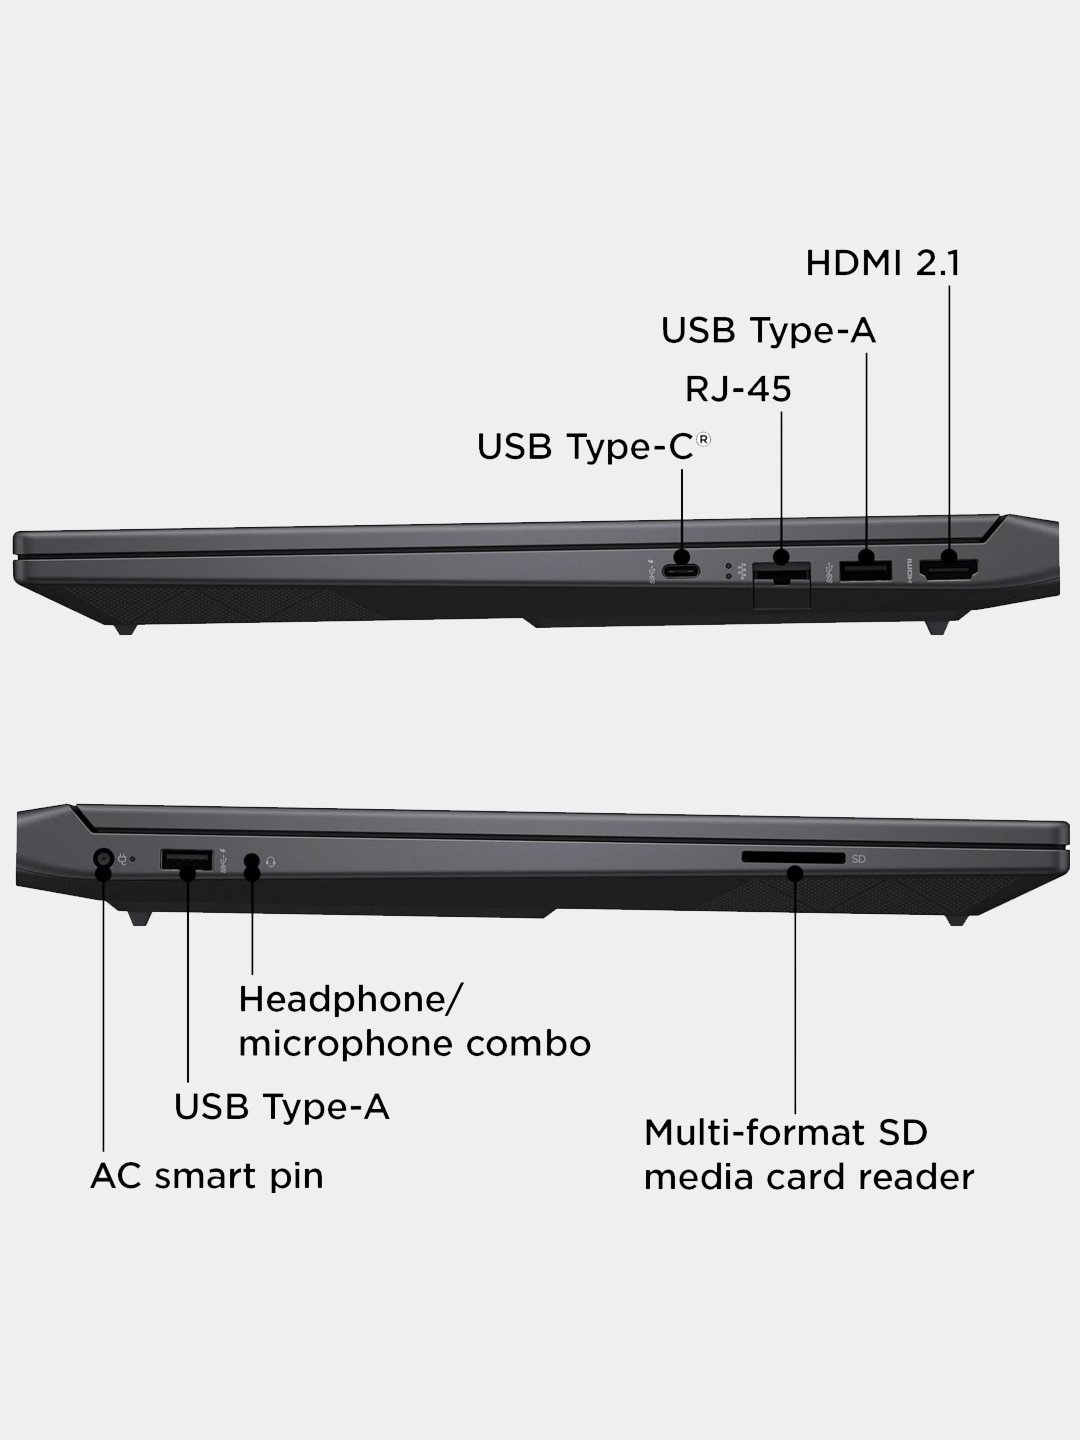 HDMI 2.1
USB Type-A
RJ-45
USB Type-C®
HDMI
SD
Headphone/
microphone combo
USB Type-A
AC smart pin
Multi-format SD
media card reader